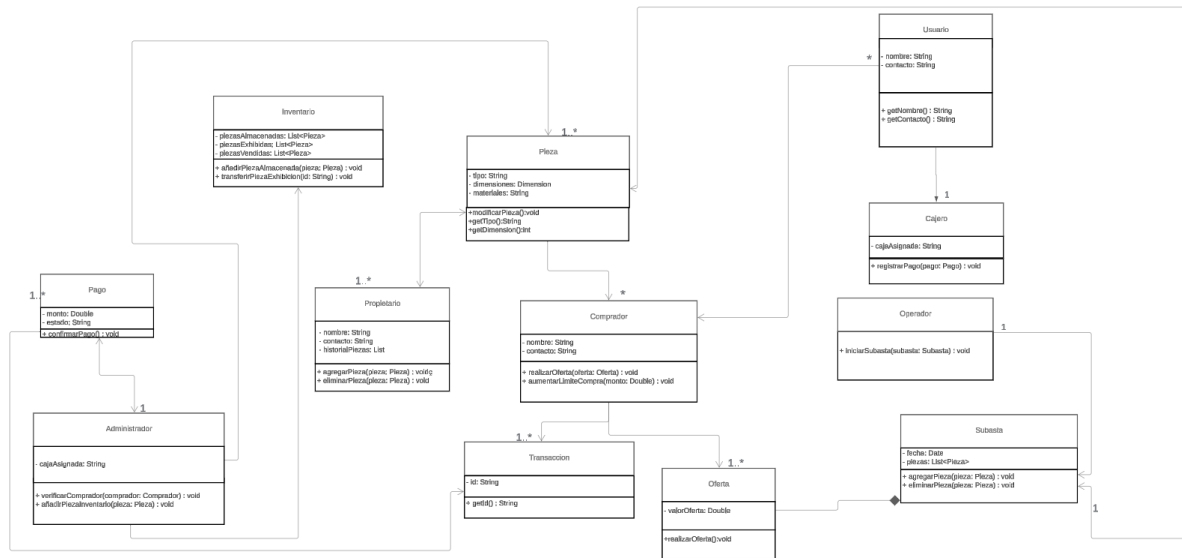 Usuario
- nombre: String
- contacto: String
+ getNombre() : String
+ getContacto() : String
*
1
Inventario
- piezasAlmacenadas: List<Pieza>
- piezasExhibidas; List<Pieza>
- piezasVendidas: List<Pieza>
+ añadirPiezaAlmacenada(pieza; Pieza) : void
+ transferirPiezaExhibicion(id: String) : void
1..*
Pieza
- tipo: String
- dimensiones: Dimension
- materiales: String
+modificarPieza():void
+getTipo():String
+getDimension():int
Cajero
- cajaAsignada: String
+ registrarPago(pago: Pago) : void
1..*
Pago
- monto: Double
- estado: String
+ confirmarPago() : void
1..*
Propietario
- nombre: String
- contacto: String
- historialPiezas: List
+ agregarPieza(pieza; Pieza) : voidg
+ eliminarPieza(pieza: Pieza) : void
*
Comprador
- nombre: String
- contacto: String
+ realizarOferta(oferta: Oferta) : void
+ aumentarLimiteCompra(monto: Double) : void
*
Operador
+ iniciarSubasta(subasta: Subasta) : void
1
1
Administrador
- cajaAsignada: String
+ verificarComprador(comprador: Comprador) : void
+ añadirPiezaInventario(pieza: Pieza) : void
1..*
Transaccion
- id: String
+ getId() ; String
1..*
Oferta
- valorOferta: Double
+realizarOferta():void
Subasta
- fecha: Date
- piezas: List<Pieza>
+ agregarPieza(pieza: Pieza) : void
+ eliminarPieza(pieza: Pieza) : void
1